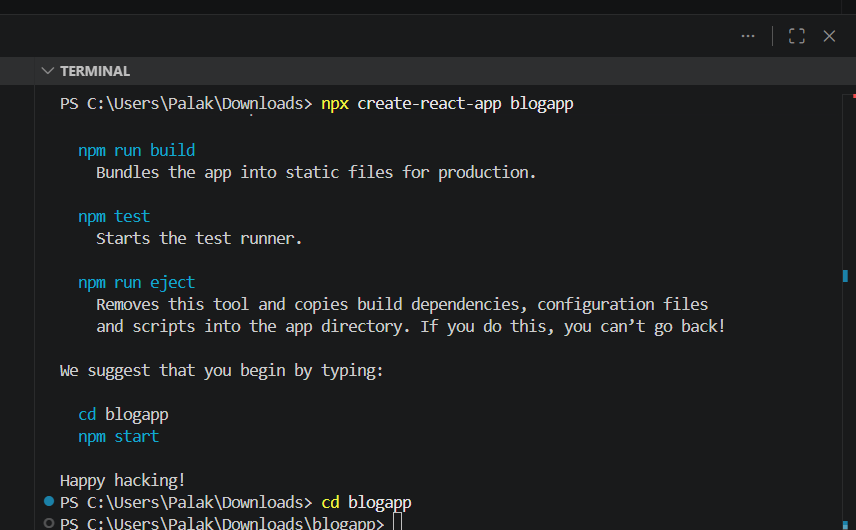 TERMINAL
PS C:\Users\Palak\Downloads> npx create-react-app blogapp
npm run build
Bundles the app into static files for production.
npm test
Starts the test runner.
npm run eject
Removes this tool and copies build dependencies, configuration files
and scripts into the app directory. If you do this, you can’t go back!
We suggest that you begin by typing:
cd blogapp
npm start
Happy hacking!
PS C:\Users\Palak\Downloads> cd blogapp
PS C:\Users\Palak\Downloads\blogapp>